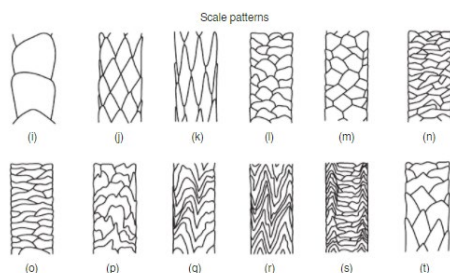 Scale patterns
(i) (j) (k) (l) (m) (n)
(o) (p) (q) (r) (s) (t)